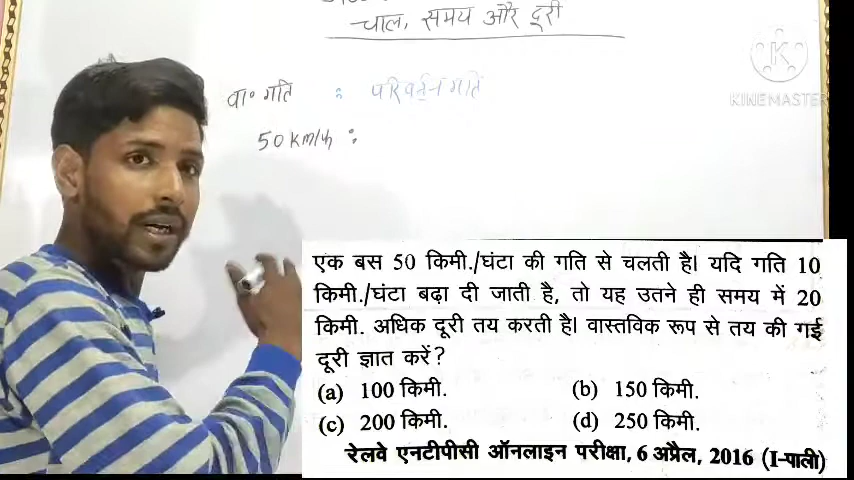 चाल, समय और दूरी
वा० गति : परिवर्तन गति
50 km/h :
KINEMASTER
एक बस 50 किमी./घंटा की गति से चलती है। यदि गति 10
किमी./घंटा बढ़ा दी जाती है, तो यह उतने ही समय में 20
किमी. अधिक दूरी तय करती है। वास्तविक रूप से तय की गई
दूरी ज्ञात करें?
(a) 100 किमी. (b) 150 किमी.
(c) 200 किमी. (d) 250 किमी.
रेलवे एनटीपीसी ऑनलाइन परीक्षा, 6 अप्रैल, 2016 (I-पाली)